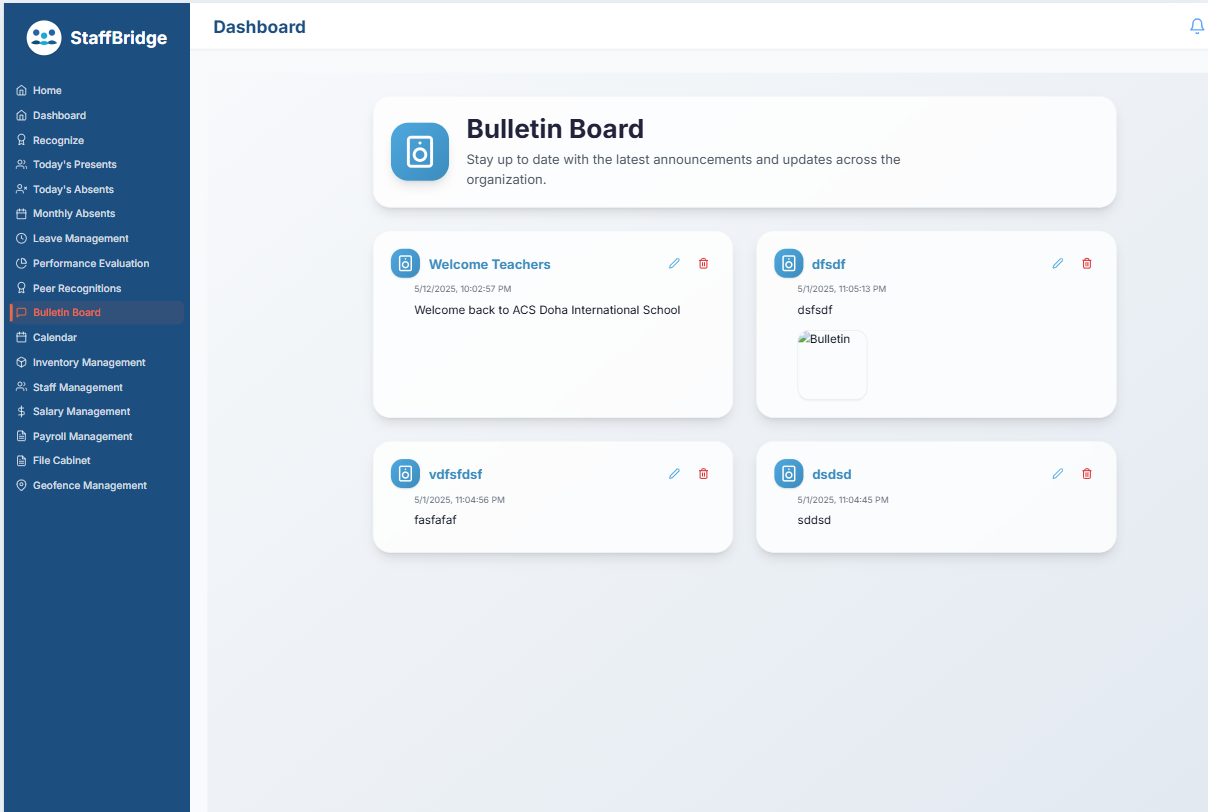 StaffBridge
Dashboard
Home
Dashboard
Recognize
Today's Presents
Today's Absents
Monthly Absents
Leave Management
Performance Evaluation
Peer Recognitions
Bulletin Board
Calendar
Inventory Management
Staff Management
Salary Management
Payroll Management
File Cabinet
Geofence Management
Bulletin Board
Stay up to date with the latest announcements and updates across the
organization.
Welcome Teachers
5/12/2025, 10:02:57 PM
Welcome back to ACS Doha International School
dfsdf
5/1/2025, 11:05:13 PM
dsfsdf
Bulletin
vdfsfdsf
5/1/2025, 11:04:56 PM
fasfafaf
dsdsd
5/1/2025, 11:04:45 PM
sddsd